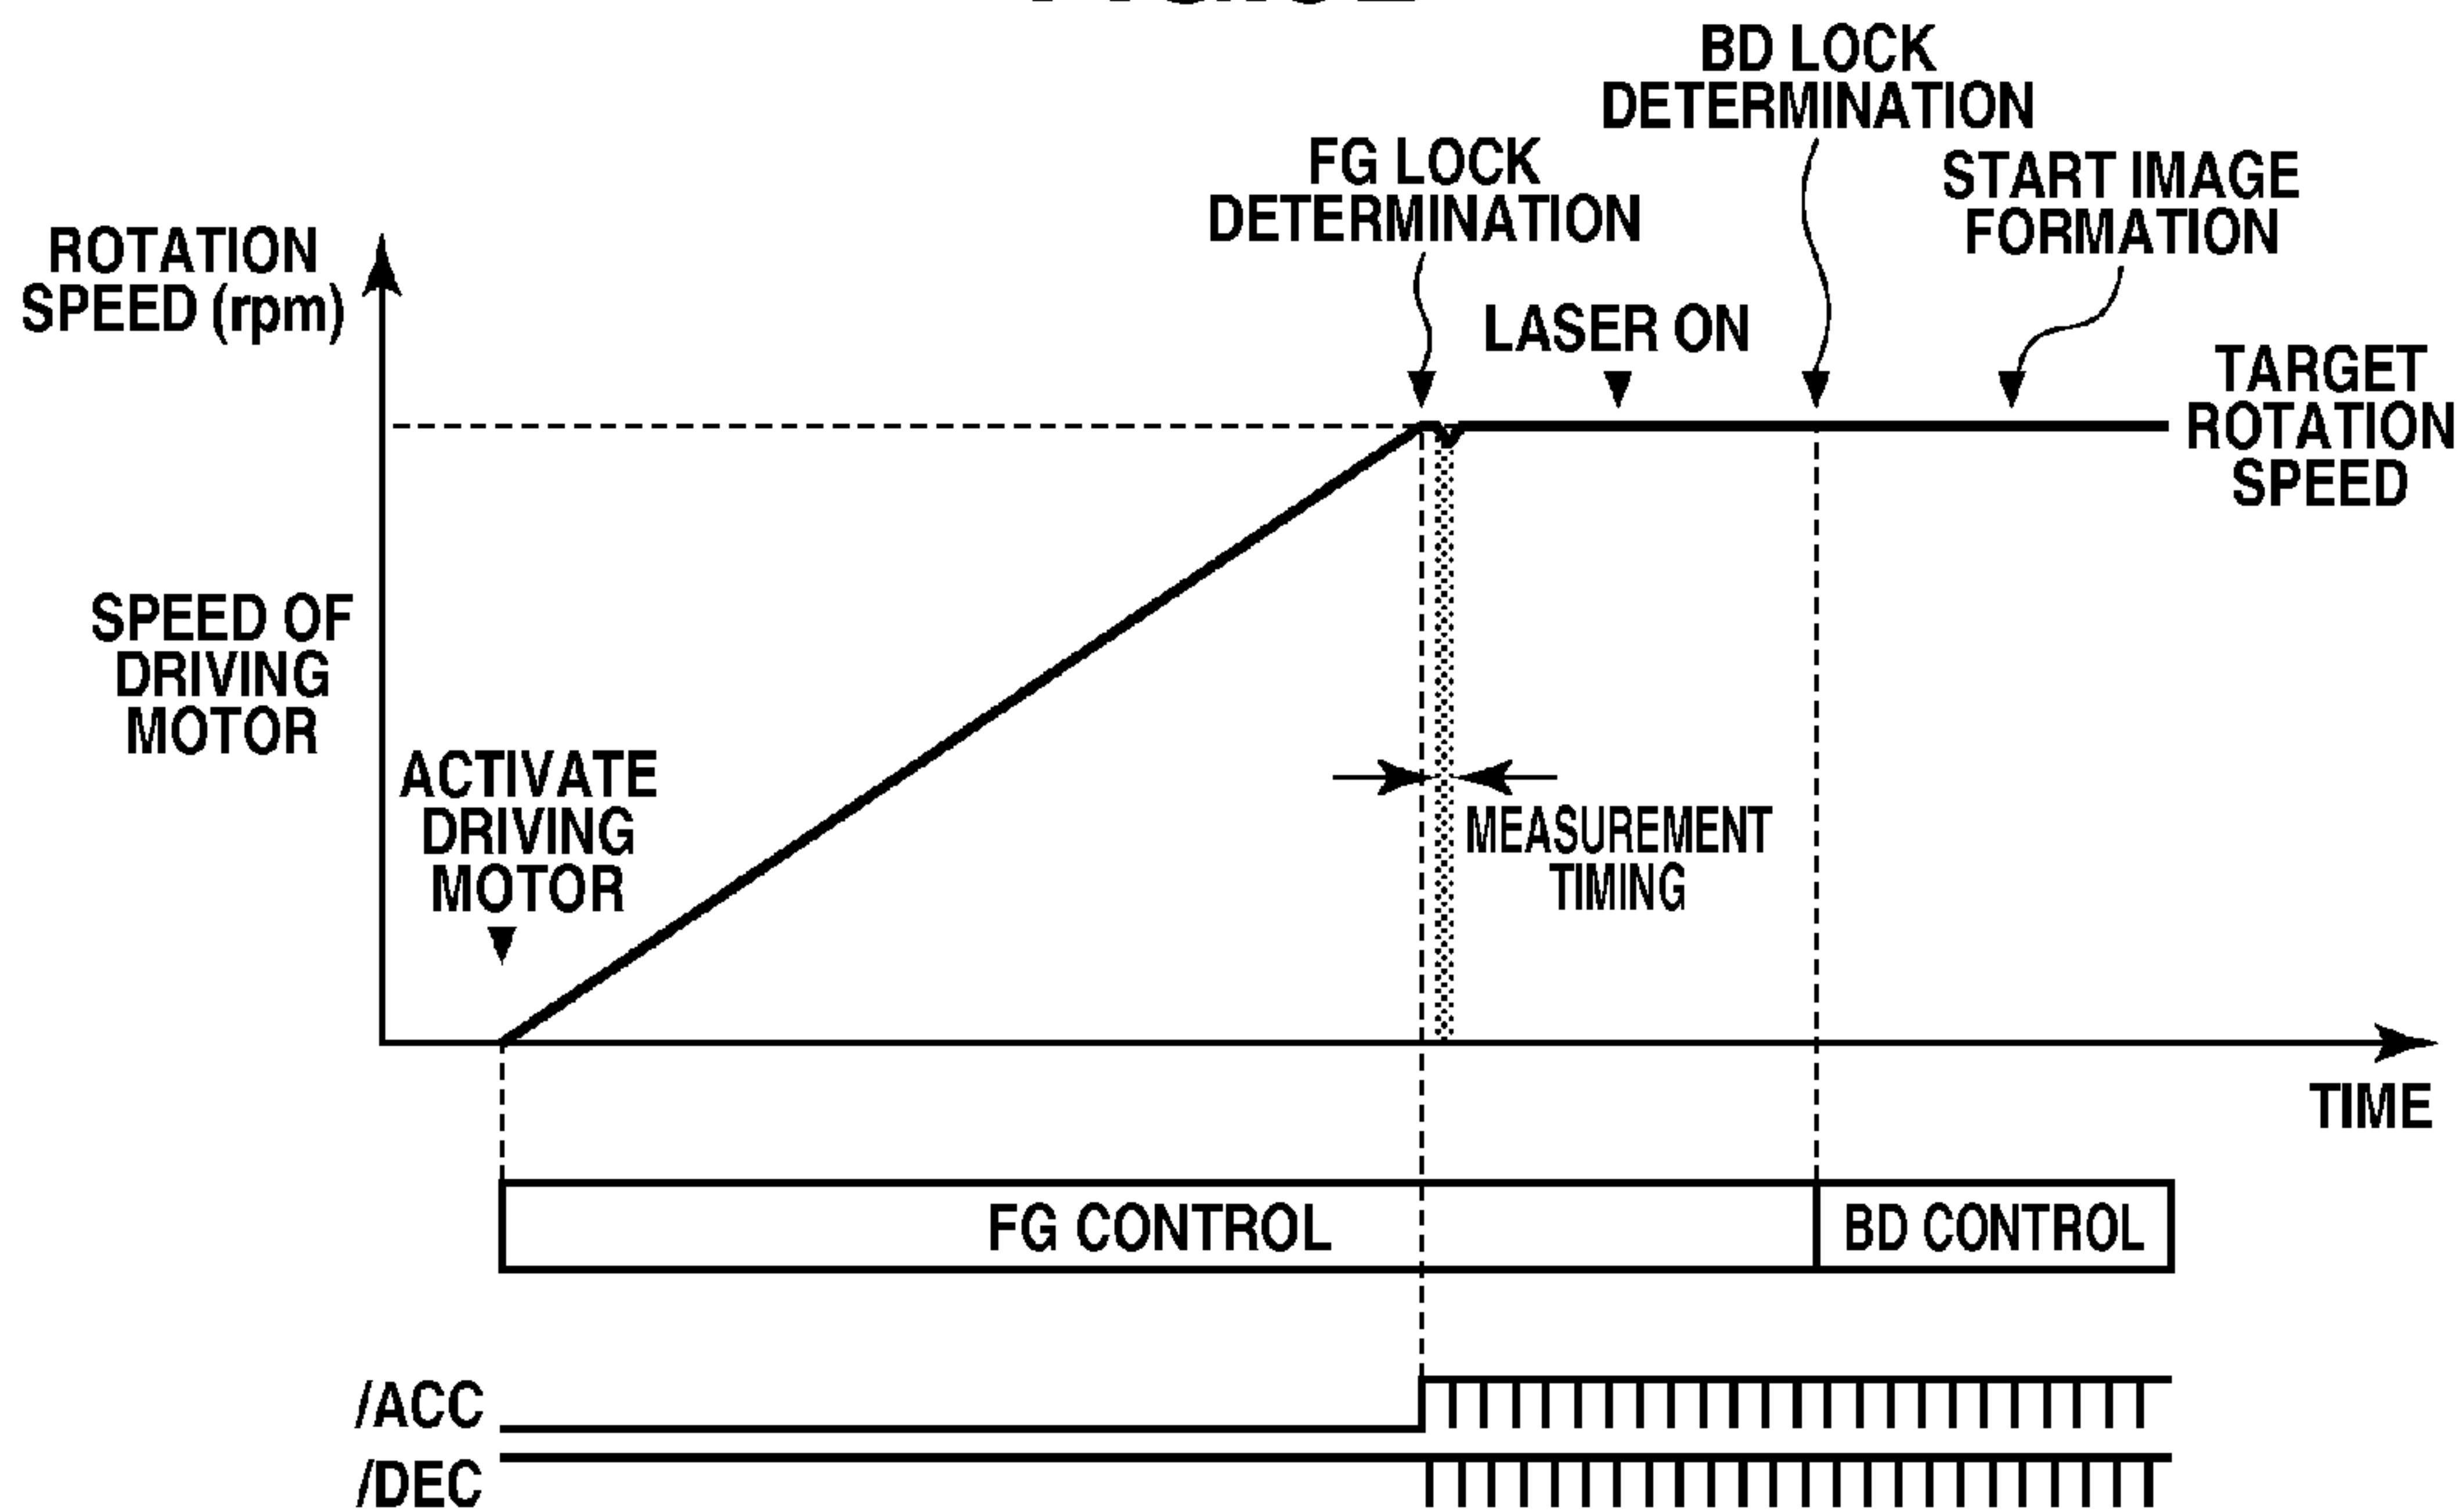 BD LOCK
DETERMINATION
FG LOCK
DETERMINATION
START IMAGE
FORMATION
ROTATION
SPEED (rpm)
LASER ON
TARGET
ROTATION
SPEED
SPEED OF
DRIVING
MOTOR
ACTIVATE
DRIVING
MOTOR
MEASUREMENT
TIMING
TIME
FG CONTROL
BD CONTROL
/ACC
/DEC